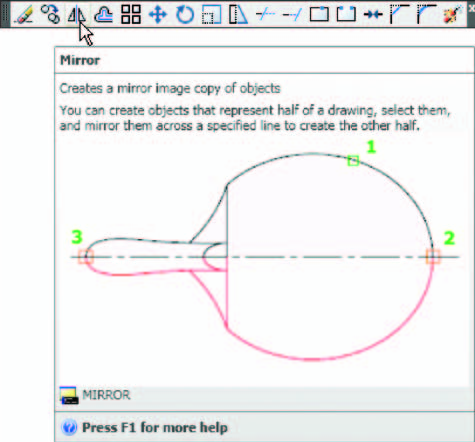 Mirror
Creates a mirror image copy of objects
You can create objects that represent half of a drawing, select them,
and mirror them across a specified line to create the other half.
1
3
2
MIRROR
Press F1 for more help